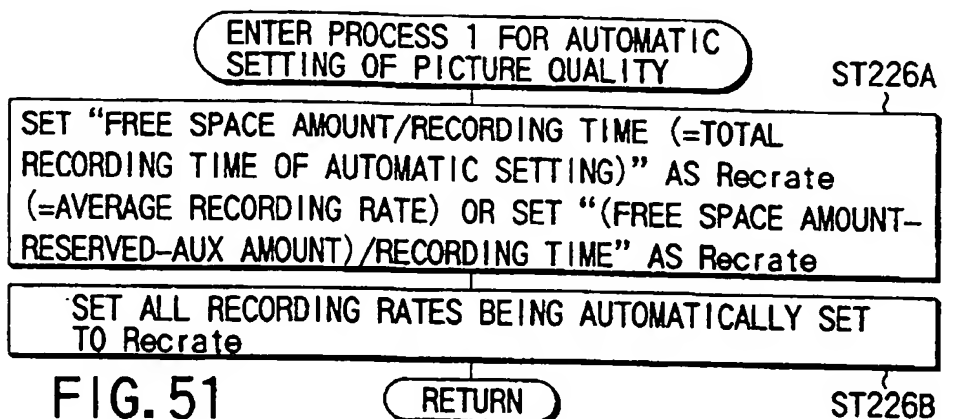 ENTER PROCESS 1 FOR AUTOMATIC
SETTING OF PICTURE QUALITY
ST226A
SET “FREE SPACE AMOUNT/RECORDING TIME (=TOTAL
RECORDING TIME OF AUTOMATIC SETTING)” AS Recrate
(=AVERAGE RECORDING RATE) OR SET “(FREE SPACE AMOUNT–
RESERVED–AUX AMOUNT)/RECORDING TIME” AS Recrate
SET ALL RECORDING RATES BEING AUTOMATICALLY SET
TO Recrate
ST226B
RETURN
FIG. 51